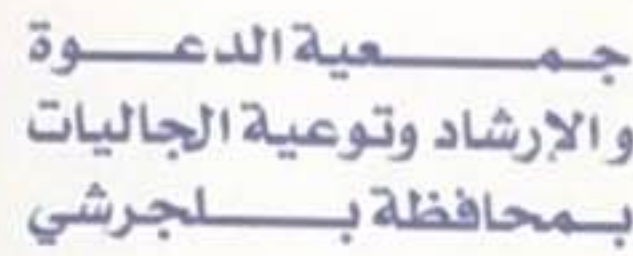 جمعية الدعوة
والإرشاد وتوعية الجاليات
بمحافظة بلجرشي